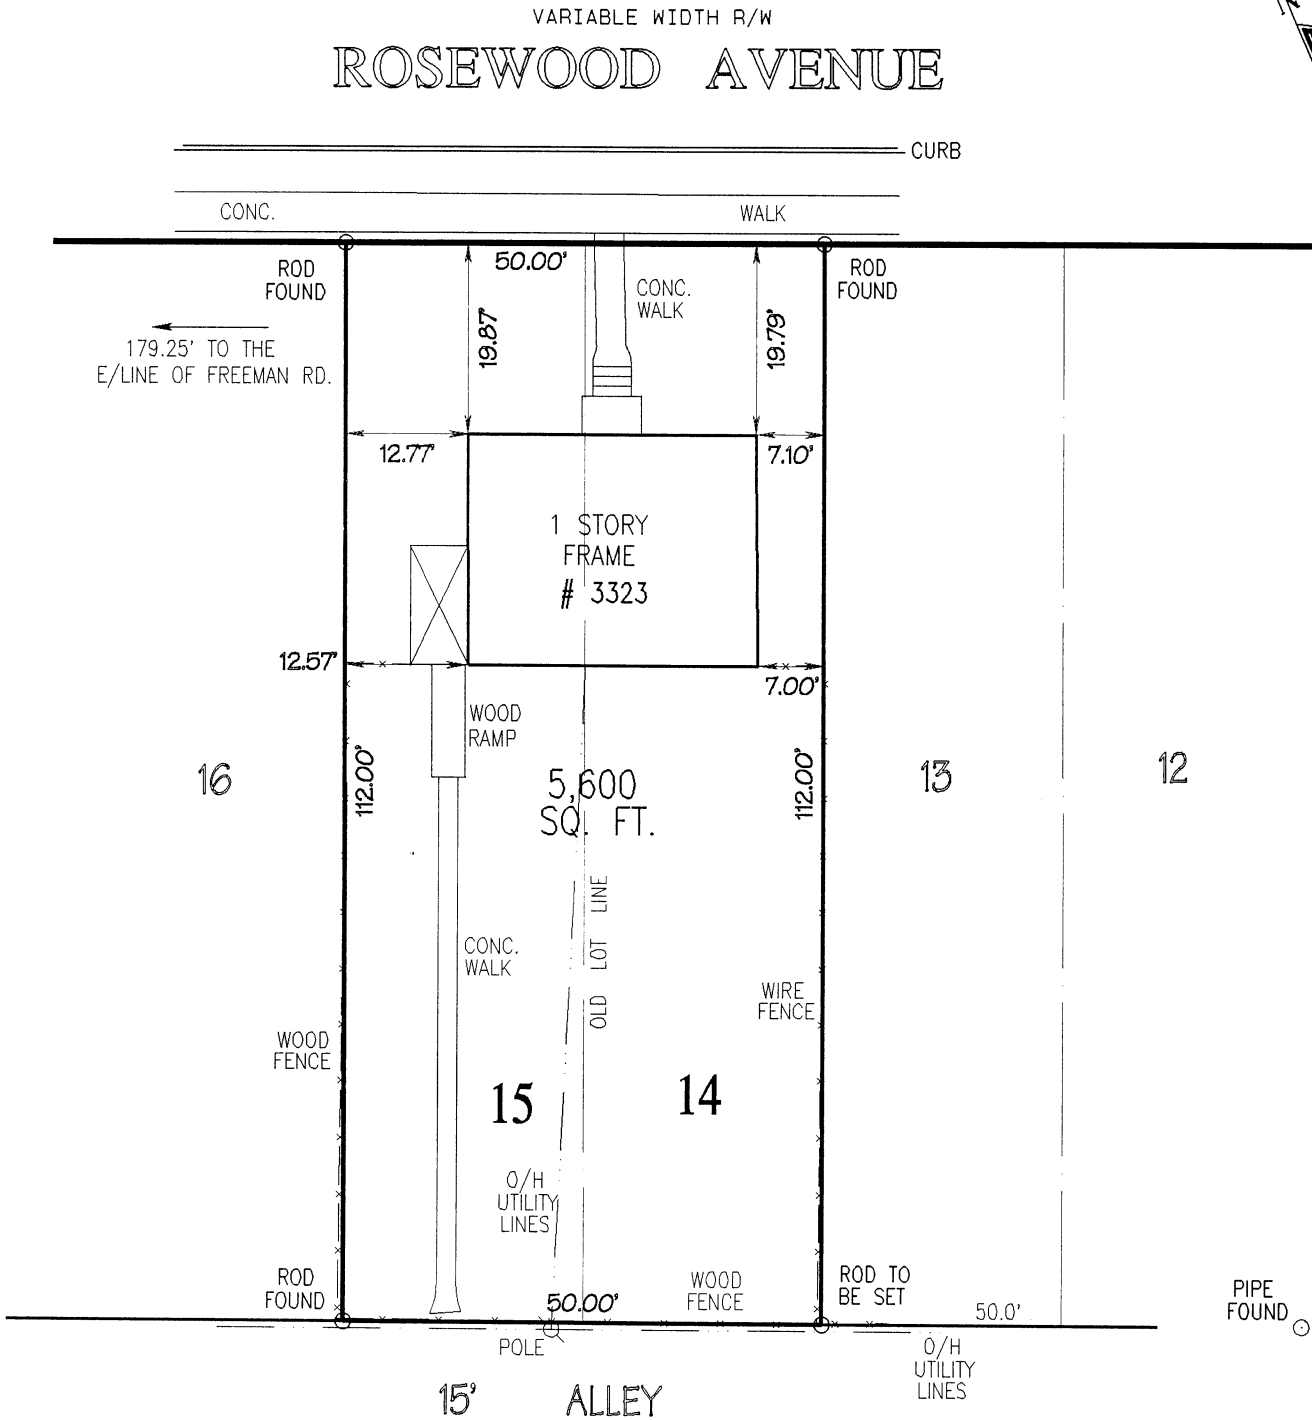 VARIABLE WIDTH R/W
ROSEWOOD AVENUE
CURB
CONC. WALK
ROD
FOUND
50.00'
CONC.
WALK
ROD
FOUND
19.87'
19.79'
179.25' TO THE
E/LINE OF FREEMAN RD.
12.77'
7.10'
1 STORY
FRAME
# 3323
12.57'
7.00'
WOOD
RAMP
16
112.00'
5,600
SQ. FT.
112.00'
13
12
OLD LOT LINE
CONC.
WALK
WIRE
FENCE
WOOD
FENCE
15
14
O/H
UTILITY
LINES
ROD
FOUND
50.00'
WOOD
FENCE
ROD TO
BE SET
50.0'
PIPE
FOUND
POLE
O/H
UTILITY
LINES
15' ALLEY